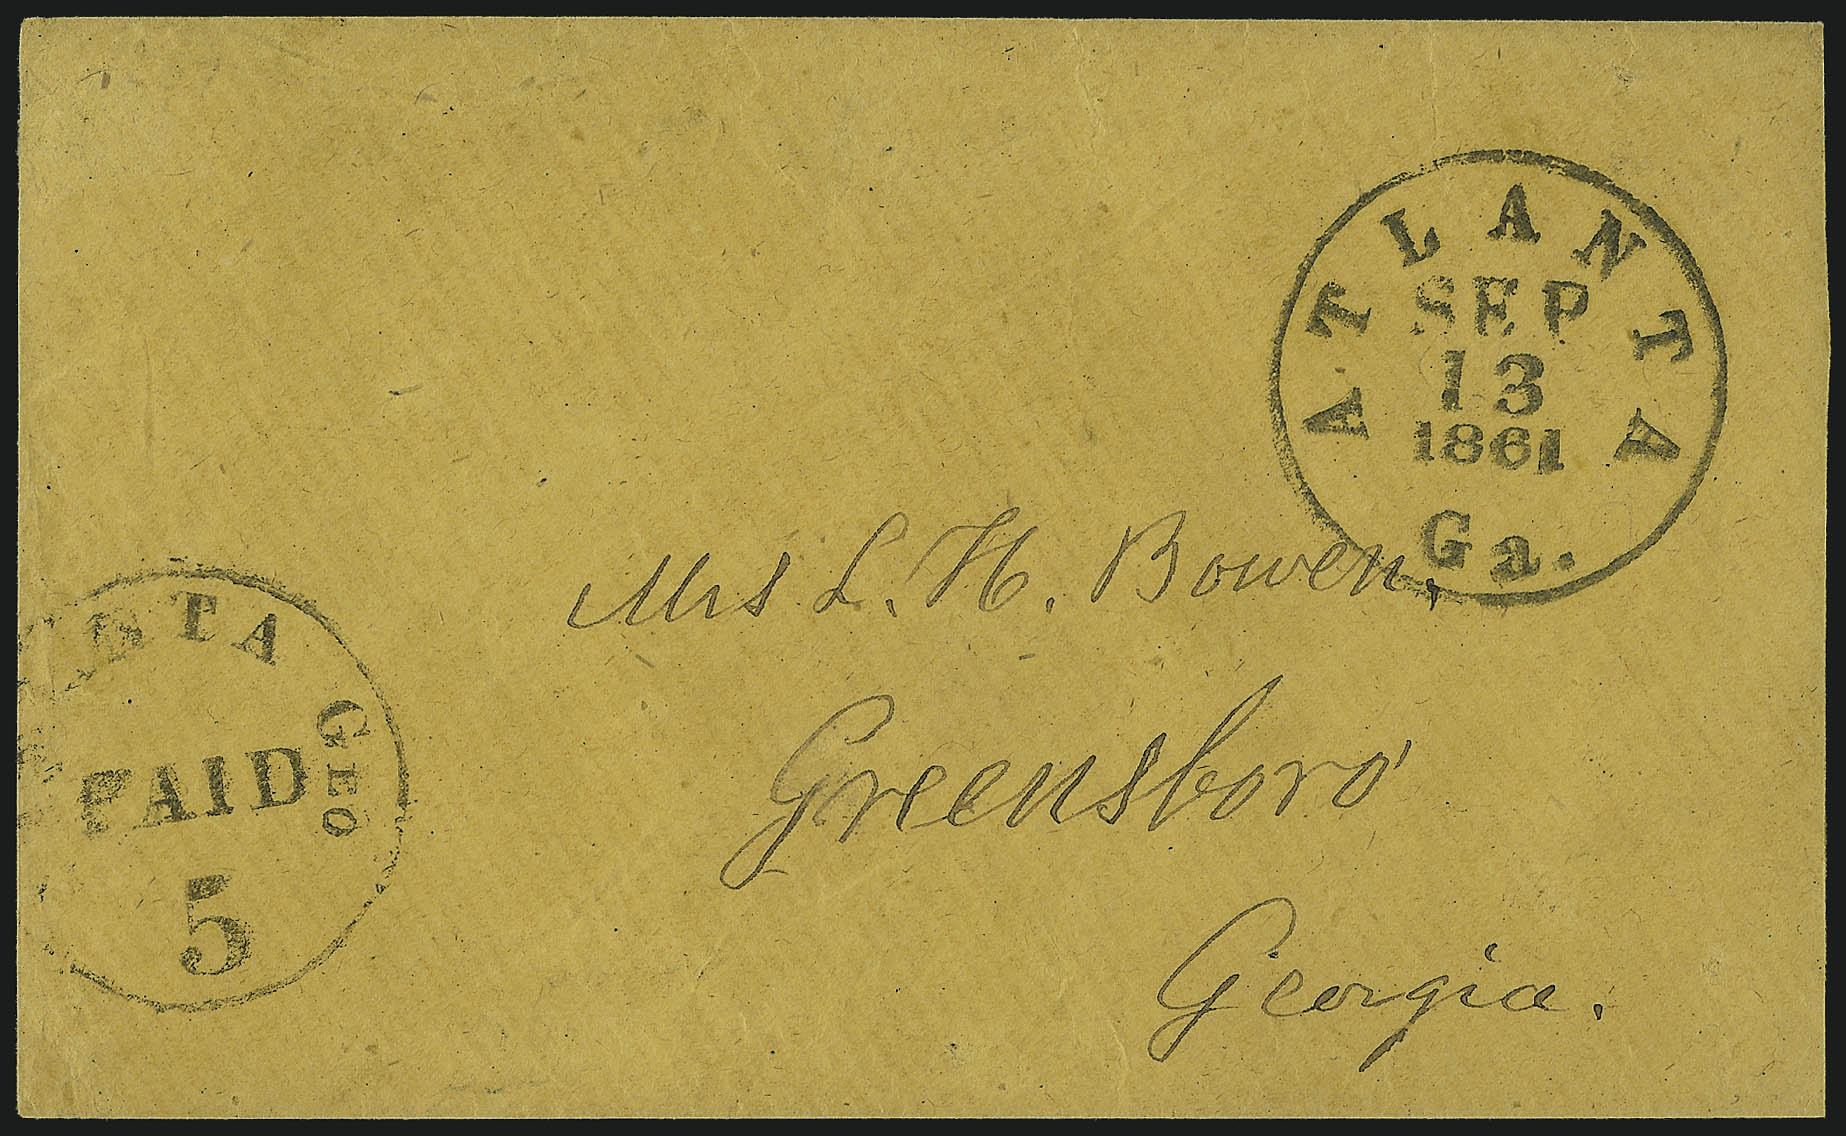 ATLANTA
SEP
13
1861
Ga.
Mrs L. H. Bowen,
Greensboro'
Georgia.
GEO
PAID
5